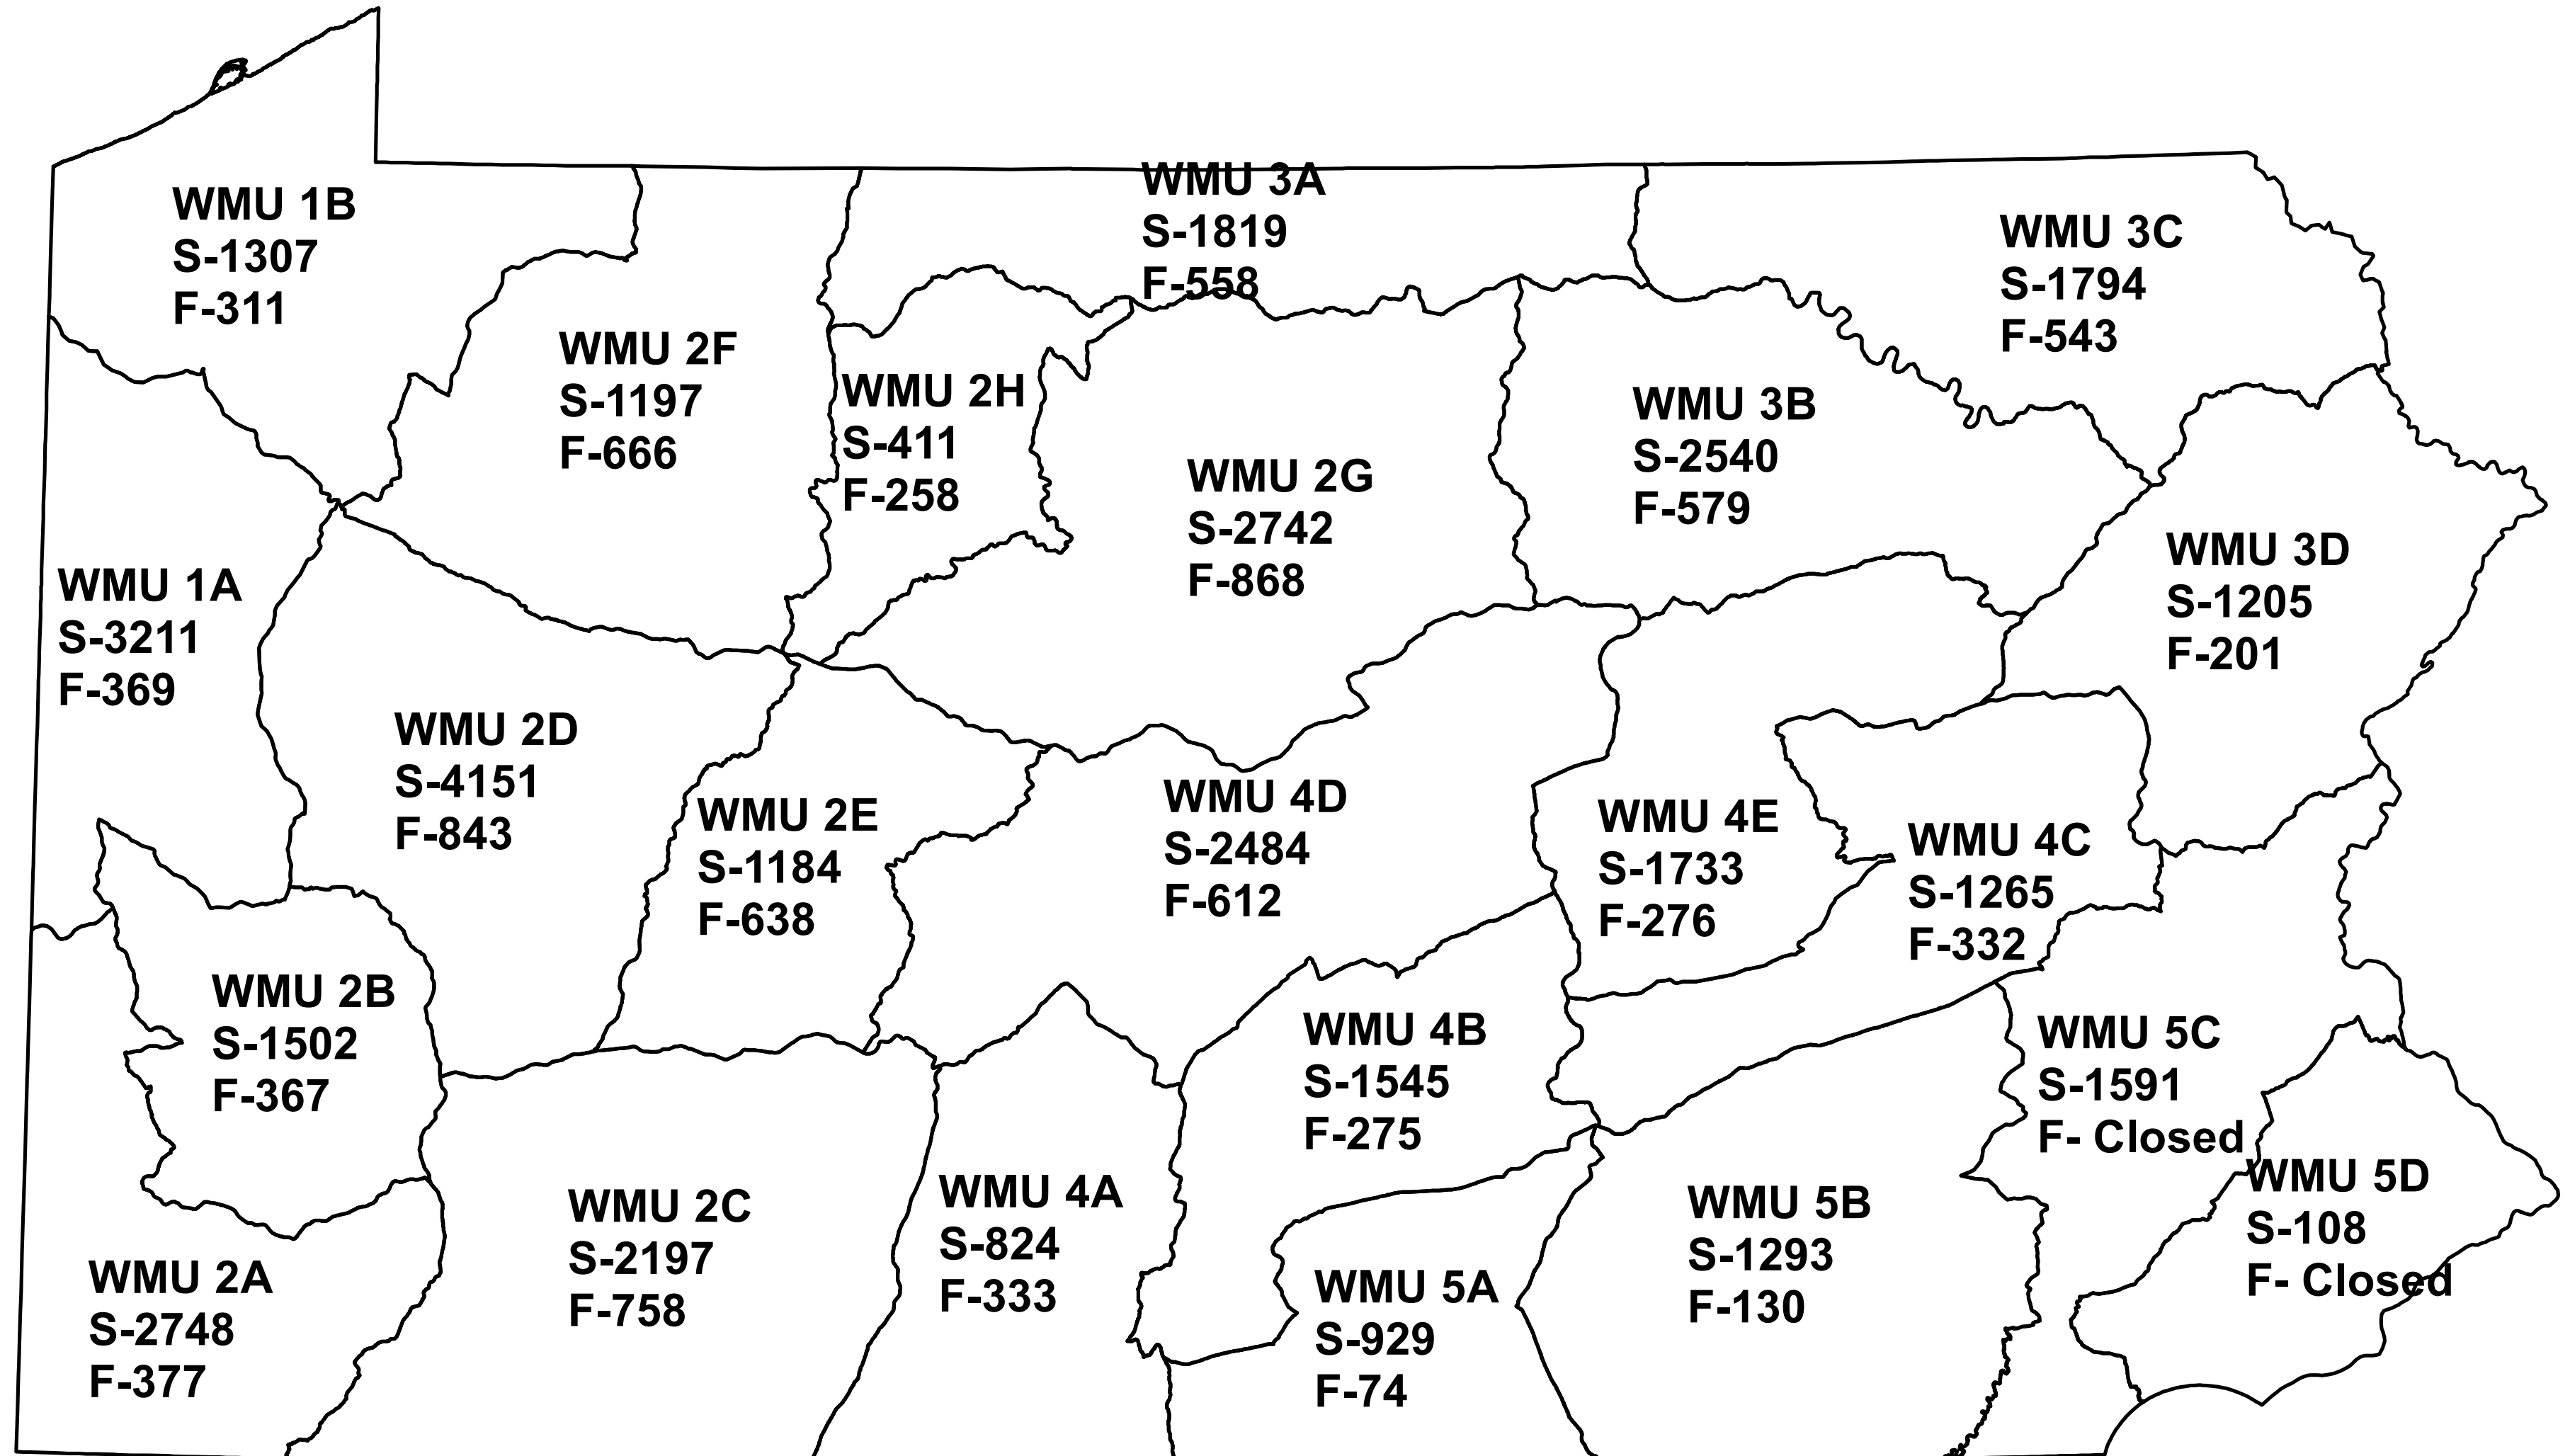 WMU 1B
S-1307
F-311
WMU 3A
S-1819
F-558
WMU 3C
S-1794
F-543
WMU 2F
S-1197
F-666
WMU 2H
S-411
F-258
WMU 3B
S-2540
F-579
WMU 2G
S-2742
F-868
WMU 3D
S-1205
F-201
WMU 1A
S-3211
F-369
WMU 2D
S-4151
F-843
WMU 2E
S-1184
F-638
WMU 4D
S-2484
F-612
WMU 4E
S-1733
F-276
WMU 4C
S-1265
F-332
WMU 2B
S-1502
F-367
WMU 4B
S-1545
F-275
WMU 5C
S-1591
F- Closed
WMU 5D
S-108
F- Closed
WMU 4A
S-824
F-333
WMU 2C
S-2197
F-758
WMU 5B
S-1293
F-130
WMU 2A
S-2748
F-377
WMU 5A
S-929
F-74